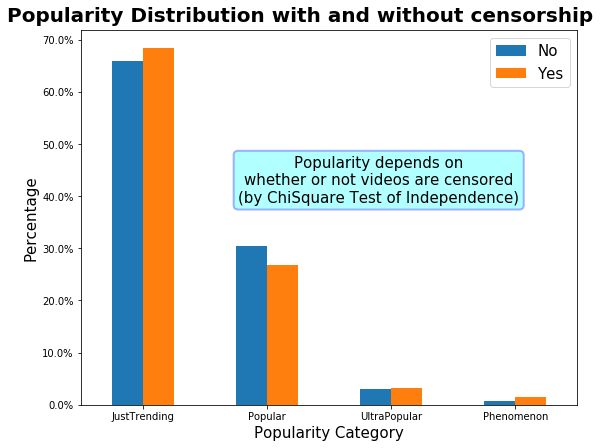 Popularity Distribution with and without censorship
70.0%
60.0%
50.0%
40.0%
30.0%
20.0%
10.0%
0.0%
Percentage
No
Yes
Popularity depends on
whether or not videos are censored
(by ChiSquare Test of Independence)
JustTrending
Popular
UltraPopular
Phenomenon
Popularity Category